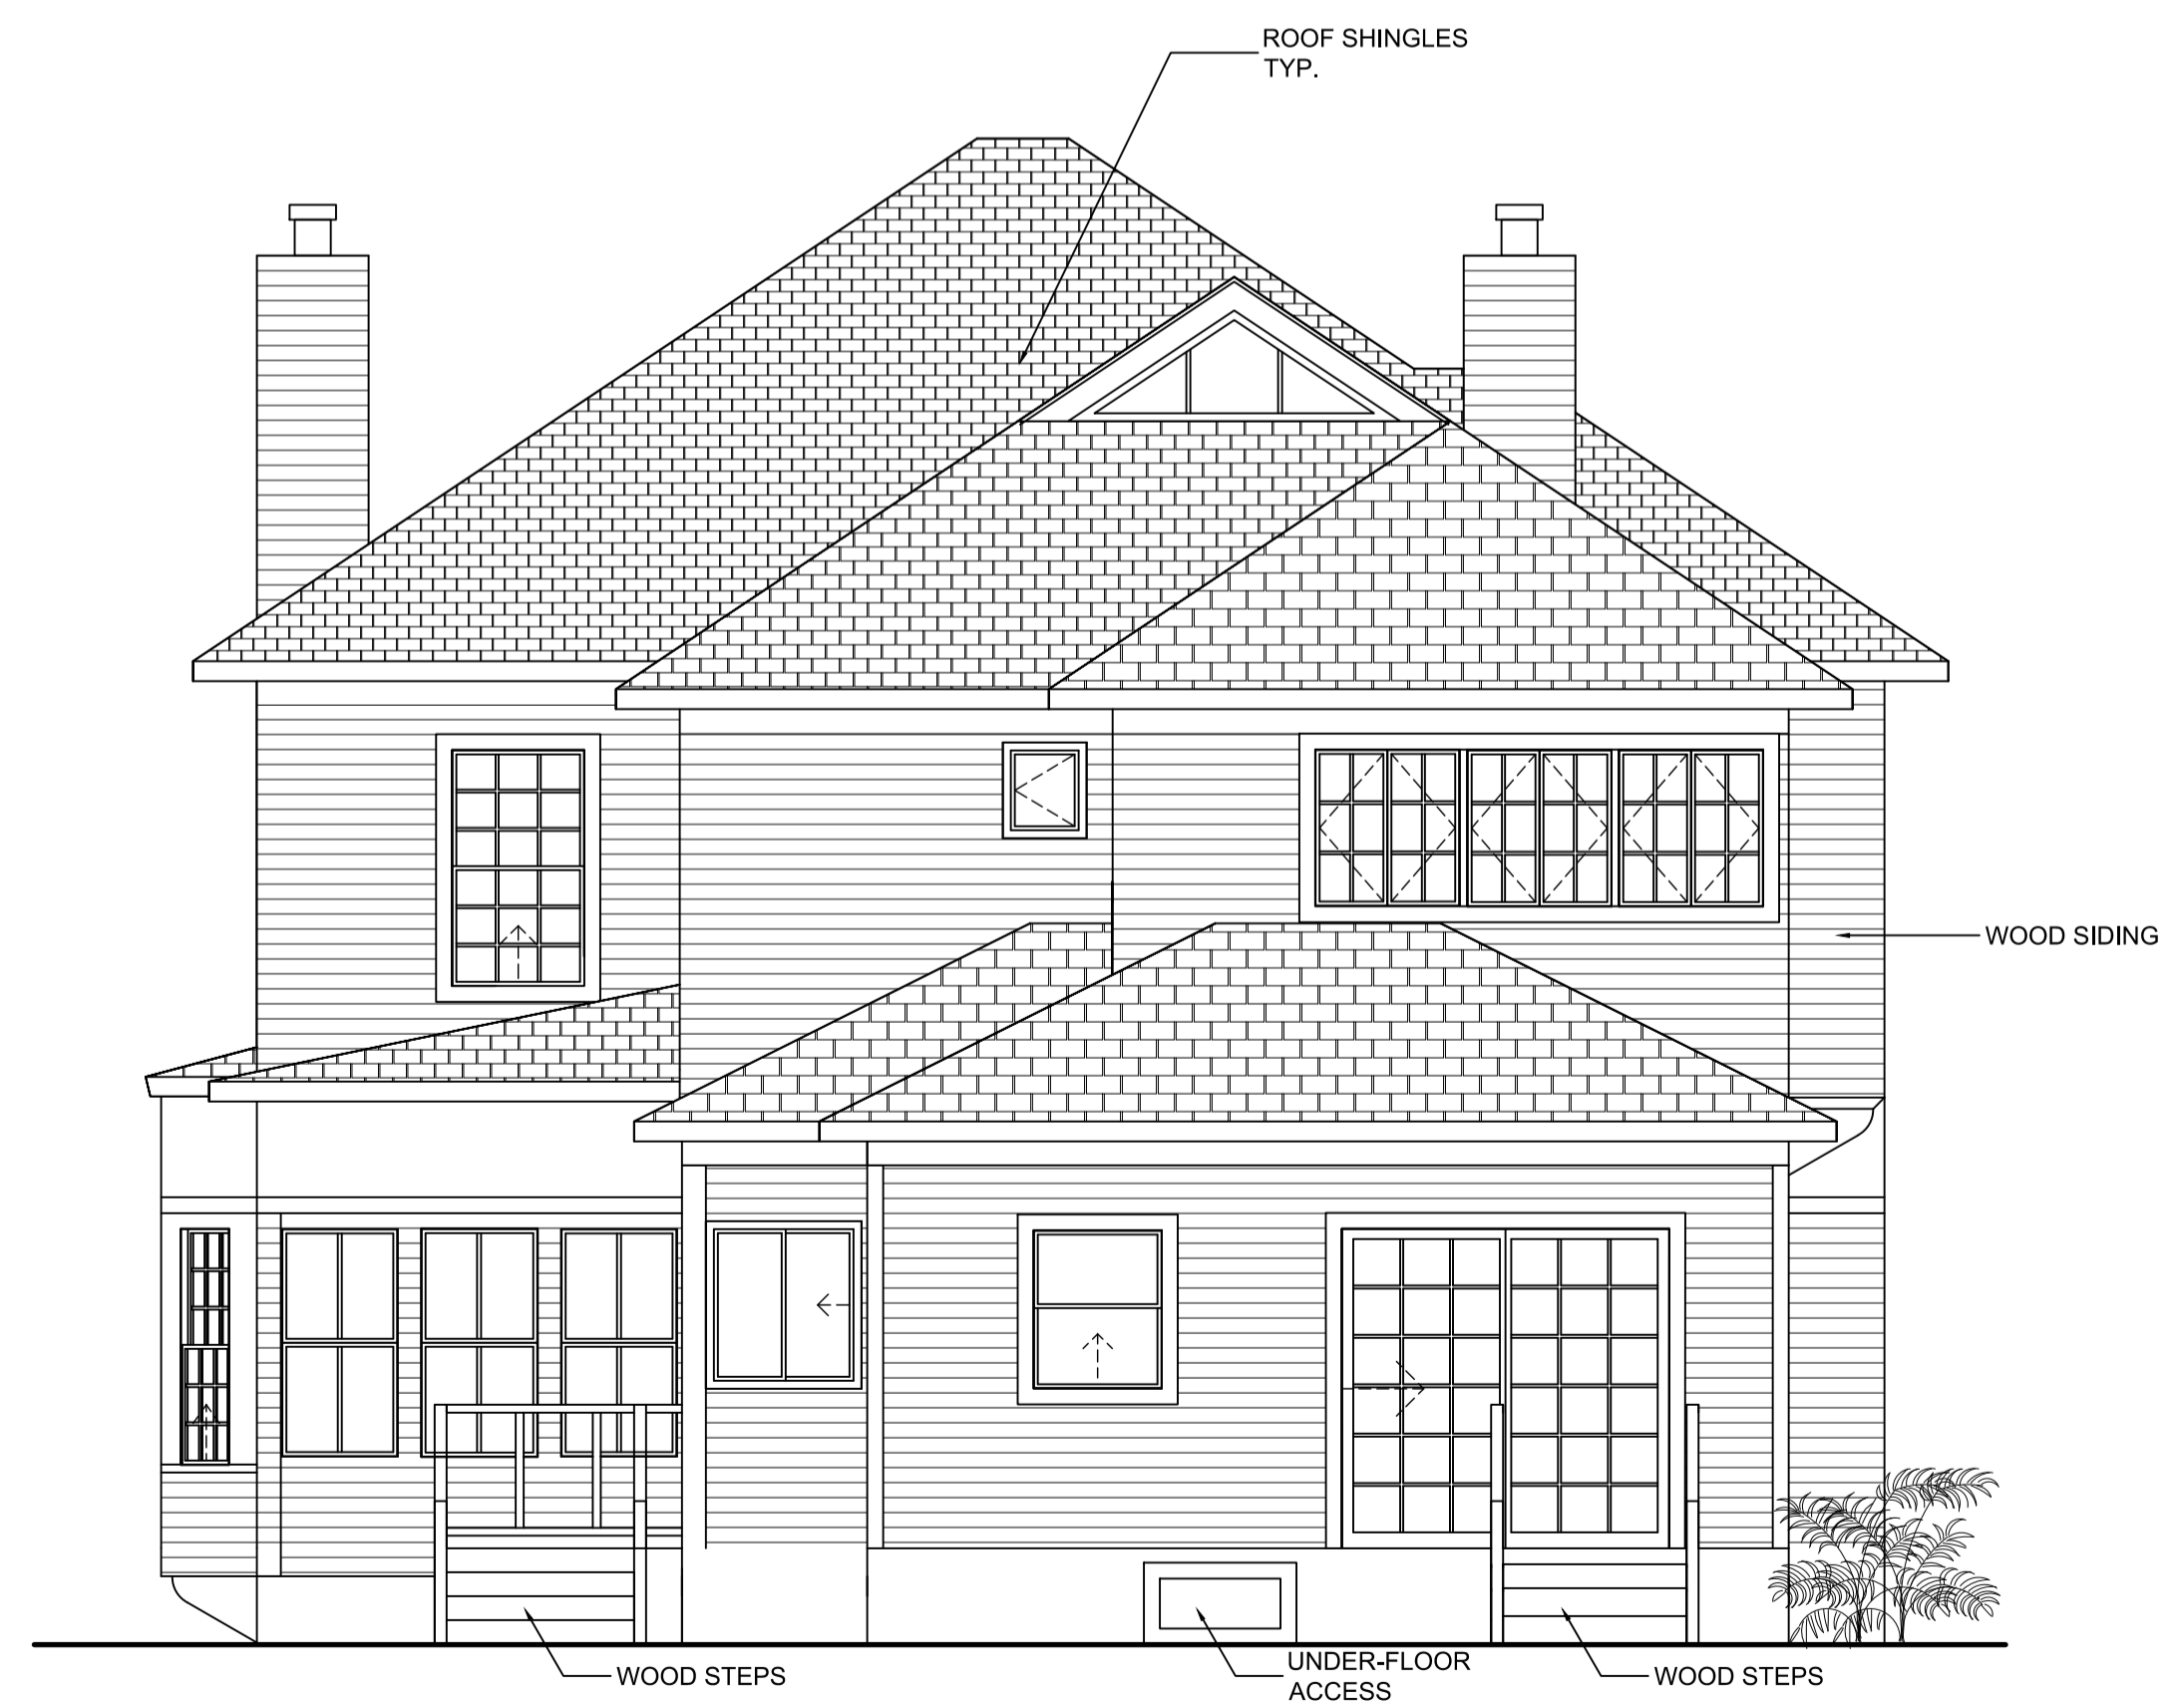 ROOF SHINGLES
TYP.
WOOD SIDING
WOOD STEPS
UNDER-FLOOR
ACCESS
WOOD STEPS